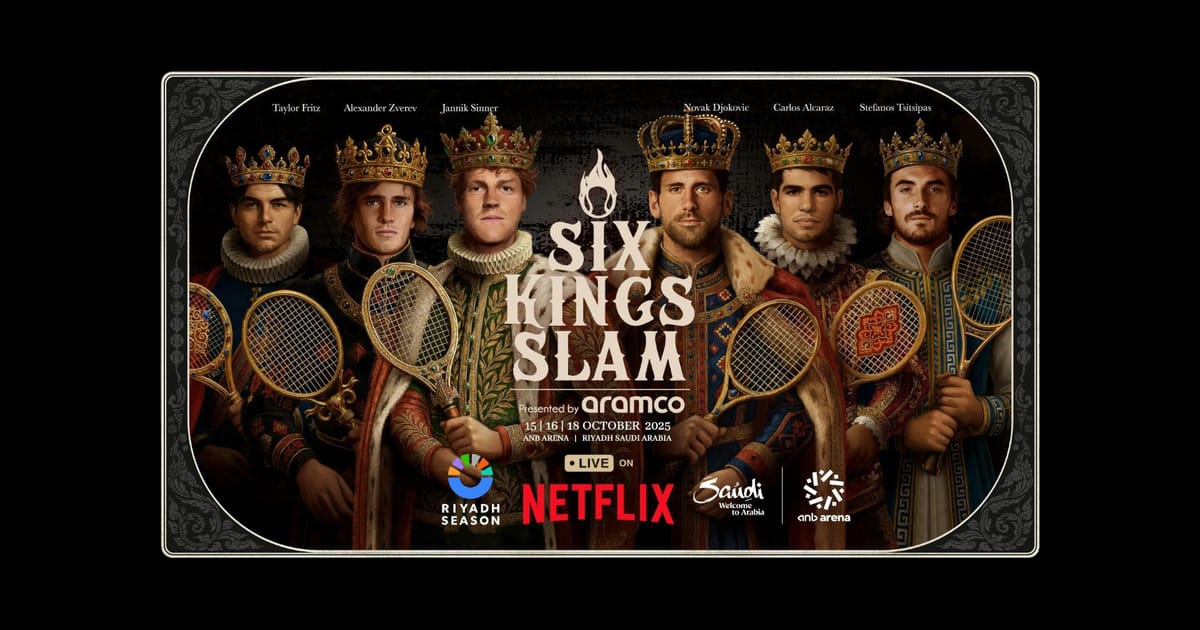 Taylor Fritz Alexander Zverev Jannik Sinner Novak Djokovic Carlos Alcaraz Stefanos Tsitsipas
SIX
KINGS
SLAM
Presented by aramco
15 | 16 | 18 OCTOBER 2025
ANB ARENA | RIYADH SAUDI ARABIA
LIVE ON
NETFLIX
RIYADH
SEASON
Saudi
Welcome
to Arabia
anb arena